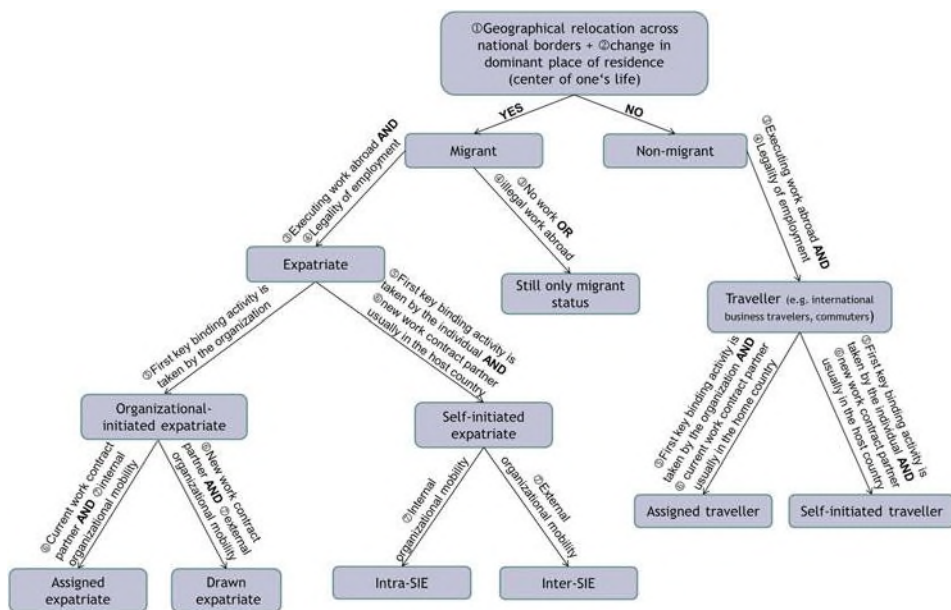 ①Geographical relocation across
national borders + ②change in
dominant place of residence
(center of one's life)
YES
NO
Migrant
Non-migrant
③Executing work abroad AND
④Legality of employment
③No work OR
④illegal work abroad
③Executing work abroad AND
④Legality of employment
Expatriate
Still only migrant
status
Traveller (e.g. international
business travelers, commuters)
⑤First key binding activity is
taken by the organization
⑤First key binding activity is
taken by the individual AND
⑥new work contract partner
usually in the host country
⑤First key binding activity is
taken by the organization AND
⑥ current work contract partner
usually in the home country
⑤First key binding activity is
taken by the individual AND
⑥new work contract partner
usually in the host country
Organizational-
initiated expatriate
Self-initiated
expatriate
Assigned traveller
Self-initiated traveller
⑥Current work contract
partner AND ⑦internal
organizational mobility
⑥New work contract
partner AND ⑦external
organizational mobility
⑦Internal
organizational mobility
⑦External
organizational mobility
Assigned
expatriate
Drawn
expatriate
Intra-SIE
Inter-SIE